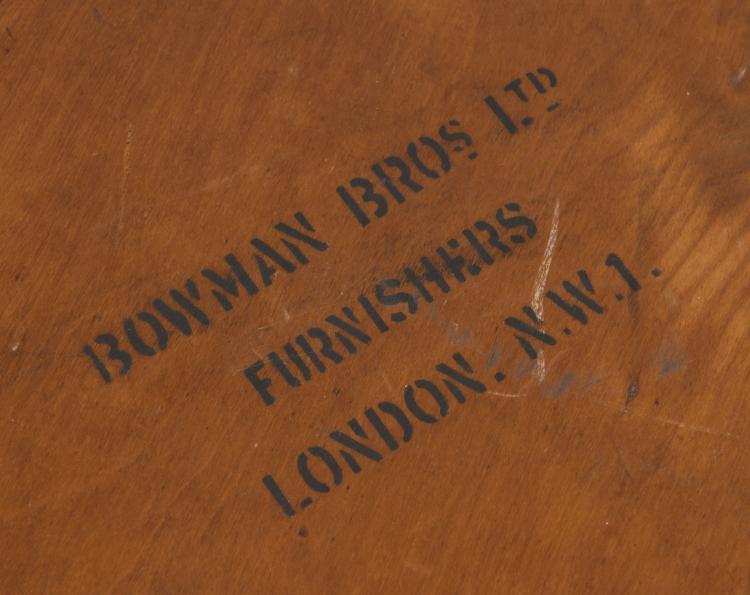 BOWMAN BROS LTD
FURNISHERS
LONDON. N.W.1.